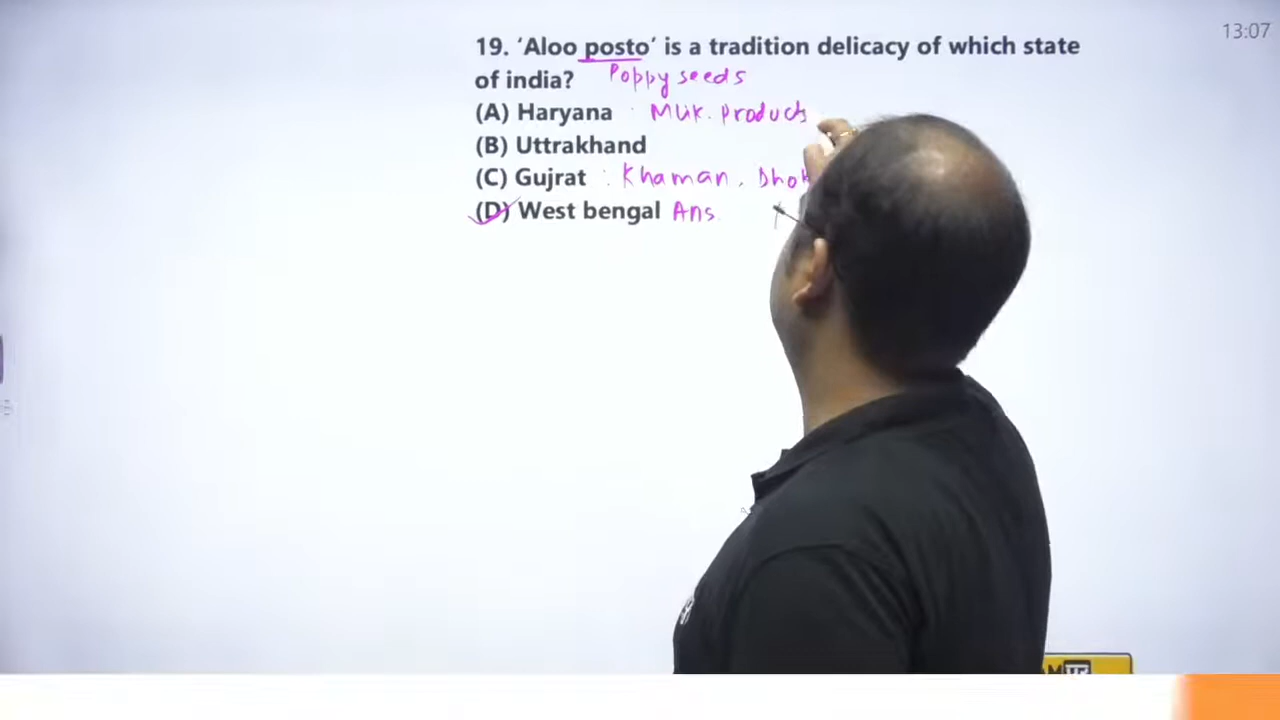 13:07
19. ‘Aloo posto’ is a tradition delicacy of which state
of india? Poppy seeds
(A) Haryana : Milk. products
(B) Uttrakhand
(C) Gujrat : Khaman,
(D) West bengal Ans